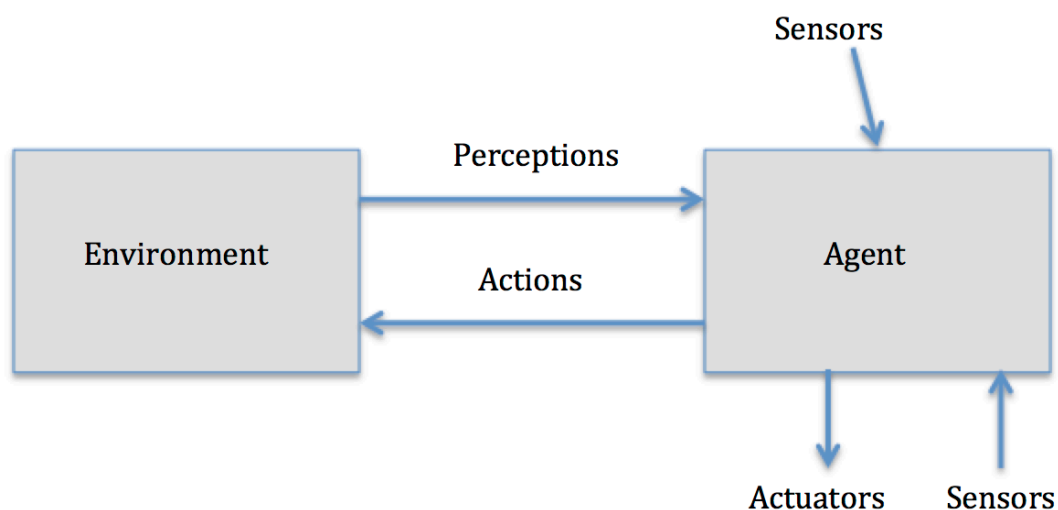 Sensors
Perceptions
Environment
Agent
Actions
Actuators
Sensors